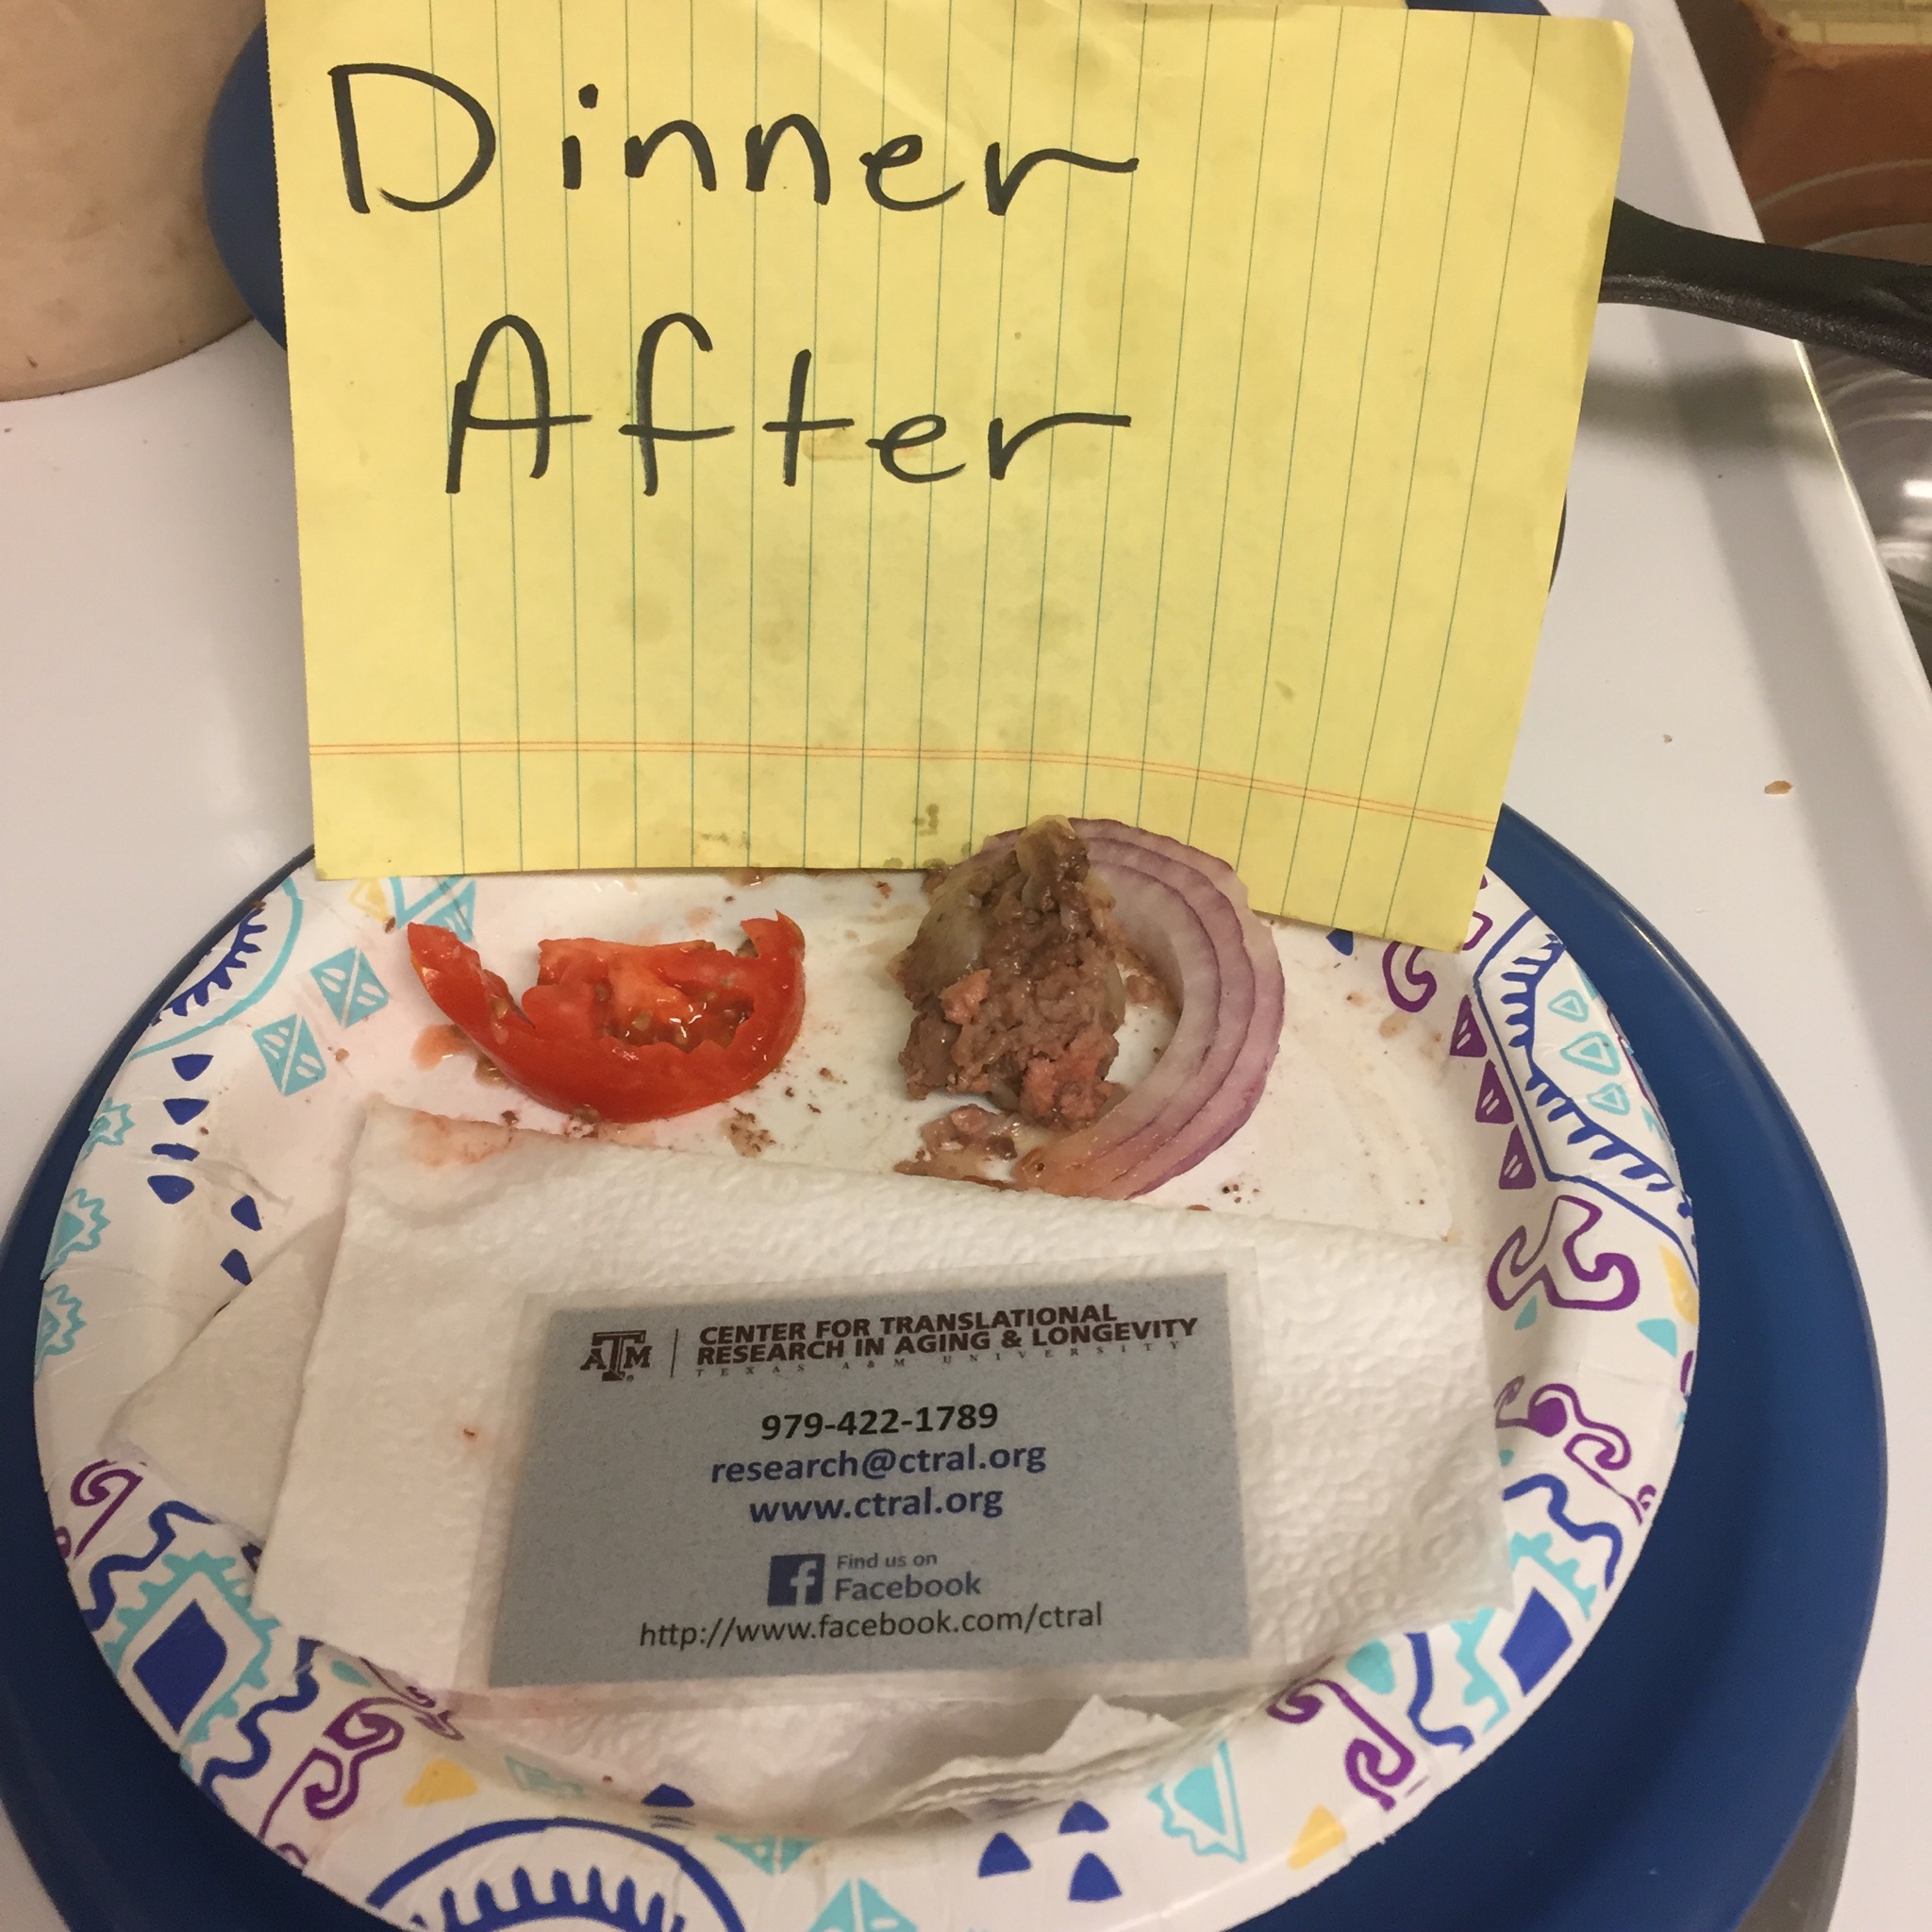 Dinner
After
ATM
CENTER FOR TRANSLATIONAL
RESEARCH IN AGING & LONGEVITY
TEXAS A&M UNIVERSITY
979-422-1789
research@ctral.org
www.ctral.org
f
Find us on
Facebook
http://www.facebook.com/ctral